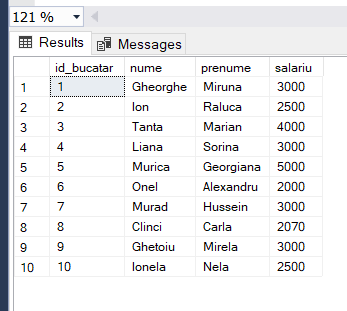 121 %
Results Messages
id_bucatar nume prenume salariu
1 1 Gheorghe Miruna 3000
2 2 Ion Raluca 2500
3 3 Tanta Marian 4000
4 4 Liana Sorina 3000
5 5 Murica Georgiana 5000
6 6 Onel Alexandru 2000
7 7 Murad Hussein 3000
8 8 Clinci Carla 2070
9 9 Ghetoiu Mirela 3000
10 10 Ionela Nela 2500